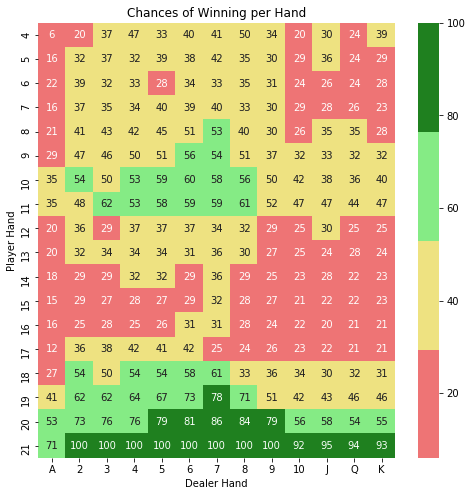 Chances of Winning per Hand
4 6 20 37 47 33 40 41 50 34 20 30 24 39
5 16 32 37 32 39 38 42 35 30 29 36 24 29
6 22 39 32 33 28 34 33 35 31 24 26 24 28
7 16 37 35 34 40 39 40 33 30 29 28 26 23
8 21 41 43 42 45 51 53 40 30 26 35 35 28
9 29 47 46 50 51 56 54 51 37 32 33 32 32
10 35 54 50 53 59 60 58 56 50 42 38 36 40
11 35 48 62 53 58 59 59 61 52 47 47 44 47
12 20 36 29 37 37 37 34 32 29 25 30 25 25
13 20 32 34 34 34 31 36 30 27 25 24 28 24
14 18 29 29 32 32 29 36 29 25 23 28 22 23
15 15 29 27 28 27 29 32 28 27 21 22 22 23
16 16 25 28 25 26 31 31 28 24 22 20 21 21
17 12 36 38 42 41 42 25 24 26 23 22 21 21
18 27 54 50 54 54 58 61 33 36 34 30 32 31
19 41 62 62 64 67 73 78 71 51 42 43 46 46
20 53 73 76 76 79 81 86 84 79 56 58 54 55
21 71 100 100 100 100 100 100 100 100 92 95 94 93
A 2 3 4 5 6 7 8 9 10 J Q K
Dealer Hand
Player Hand
100
80
60
40
20